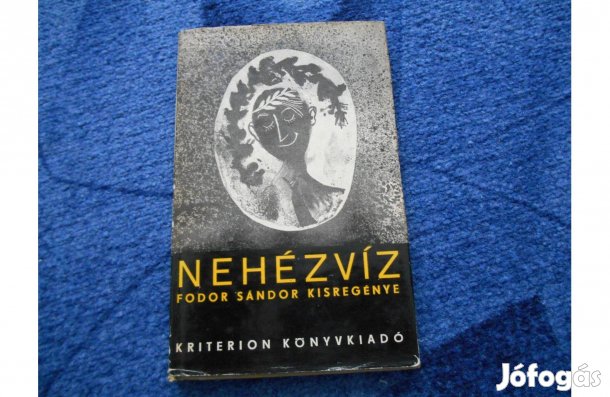 NEHÉZVÍZ
FODOR SÁNDOR KISREGÉNYE
KRITERION KÖNYVKIADÓ
Jófogás